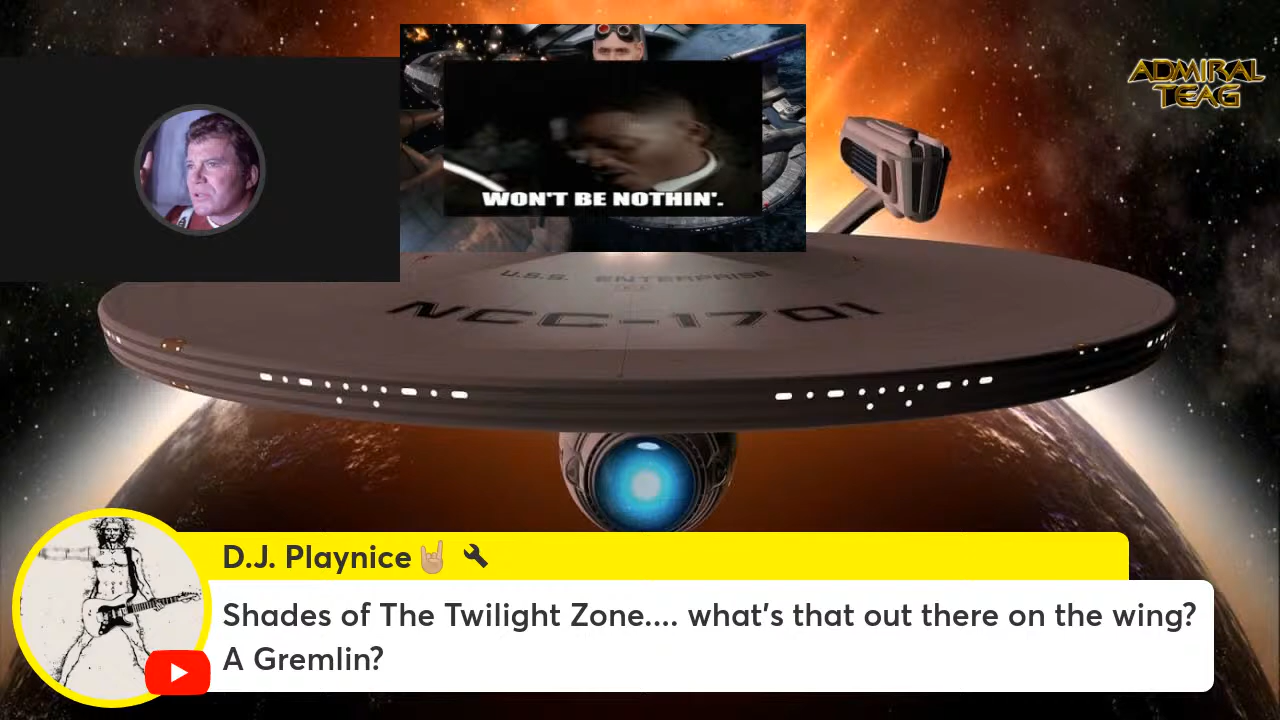 ADMIRAL
TEAG
WON'T BE NOTHIN'.
U.S.S. ENTERPRISE
NCC-1701
D.J. Playnice🤘🏼 🔧
Shades of The Twilight Zone.... what's that out there on the wing?
A Gremlin?